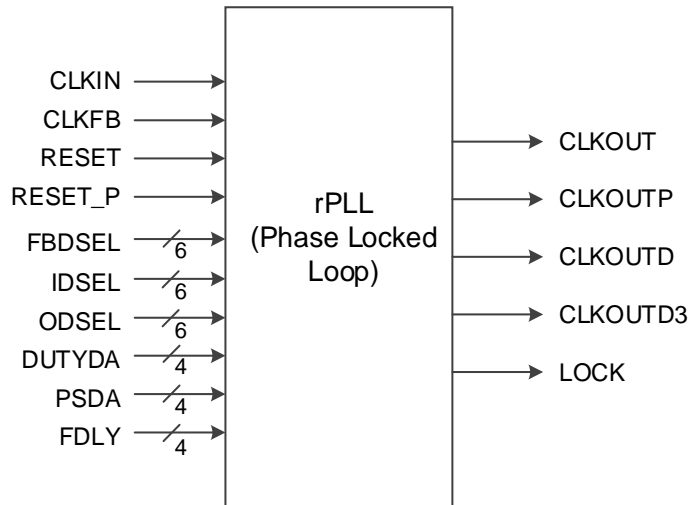 CLKIN
CLKFB
RESET
RESET_P
FBDSEL
6
IDSEL
6
ODSEL
6
DUTYDA
4
PSDA
4
FDLY
4
rPLL
(Phase Locked
Loop)
CLKOUT
CLKOUTP
CLKOUTD
CLKOUTD3
LOCK